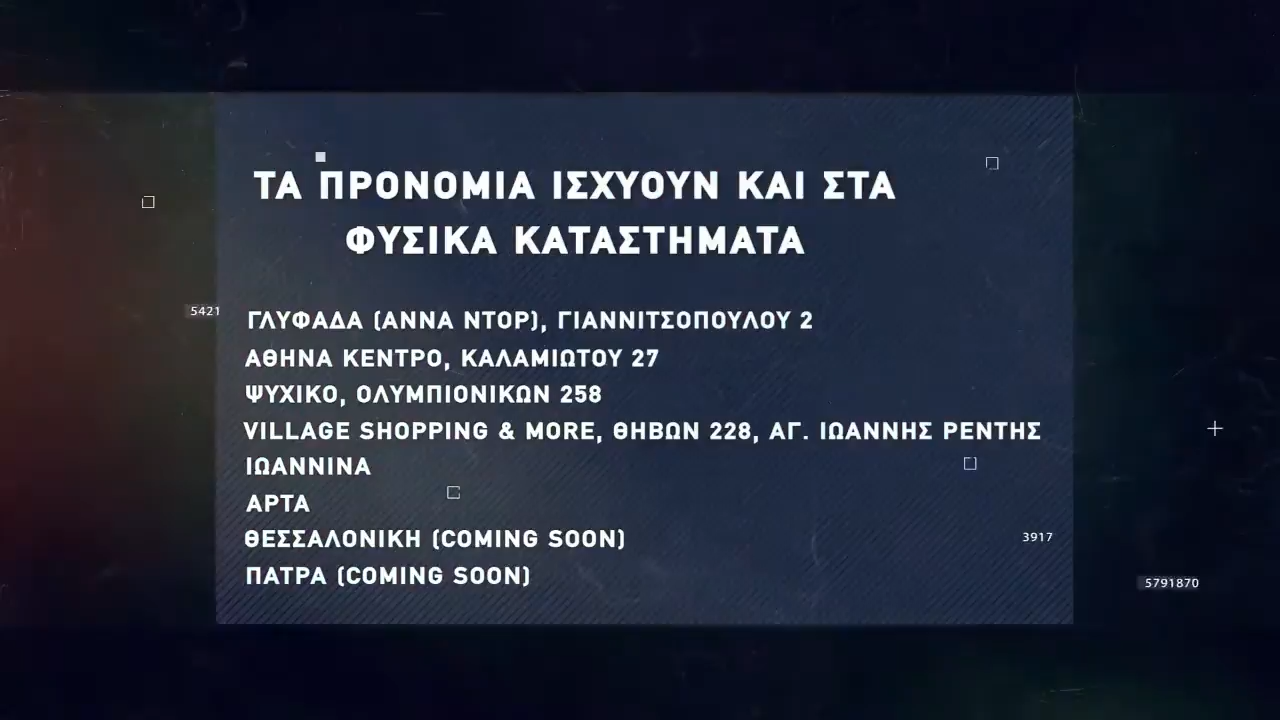 ΤΑ ΠΡΟΝΟΜΙΑ ΙΣΧΥΟΥΝ ΚΑΙ ΣΤΑ
ΦΥΣΙΚΑ ΚΑΤΑΣΤΗΜΑΤΑ
5421
ΓΛΥΦΑΔΑ (ΑΝΝΑ ΝΤΟΡ), ΓΙΑΝΝΙΤΣΟΠΟΥΛΟΥ 2
ΑΘΗΝΑ ΚΕΝΤΡΟ, ΚΑΛΑΜΙΩΤΟΥ 27
ΨΥΧΙΚΟ, ΟΛΥΜΠΙΟΝΙΚΩΝ 258
VILLAGE SHOPPING & MORE, ΘΗΒΩΝ 228, ΑΓ. ΙΩΑΝΝΗΣ ΡΕΝΤΗΣ
ΙΩΑΝΝΙΝΑ
ΑΡΤΑ
ΘΕΣΣΑΛΟΝΙΚΗ (COMING SOON)
3917
ΠΑΤΡΑ (COMING SOON)
5791870